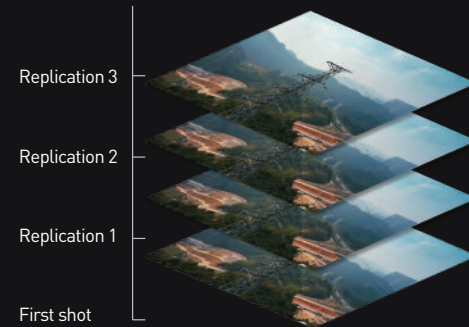 Replication 3
Replication 2
Replication 1
First shot